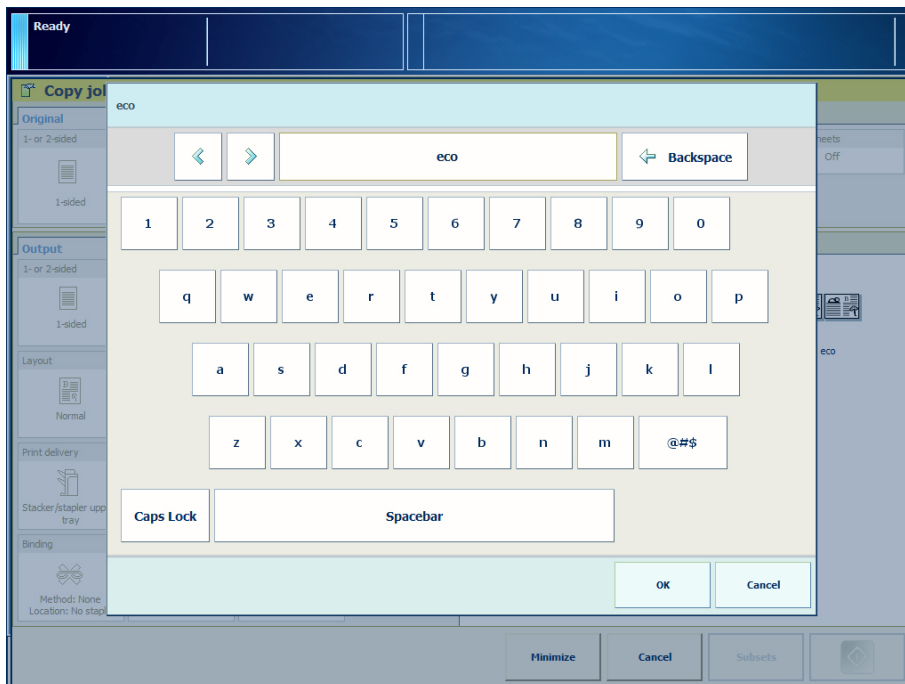 Ready
Copy jol
eco
Original
1- or 2-sided
1-sided
heets
Off
eco
Backspace
1 2 3 4 5 6 7 8 9 0
q w e r t y u i o p
a s d f g h j k l
z x c v b n m @#$
Caps Lock Spacebar
OK Cancel
Output
1- or 2-sided
1-sided
Layout
Normal
Print delivery
Stacker/stapler upp
tray
Binding
Method: None
Location: No stapl
eco
Minimize Cancel Subsets